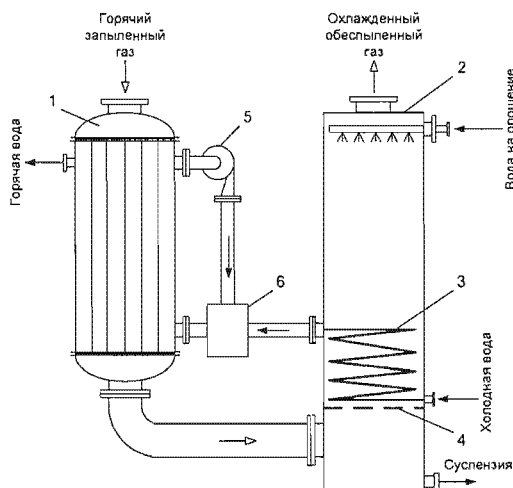 Горячий
запыленный
газ
Охлажденный
обеспыленный
газ
1
2
5
Горячая вода
Вода на орошение
6
3
Холодная вода
4
Суспензия